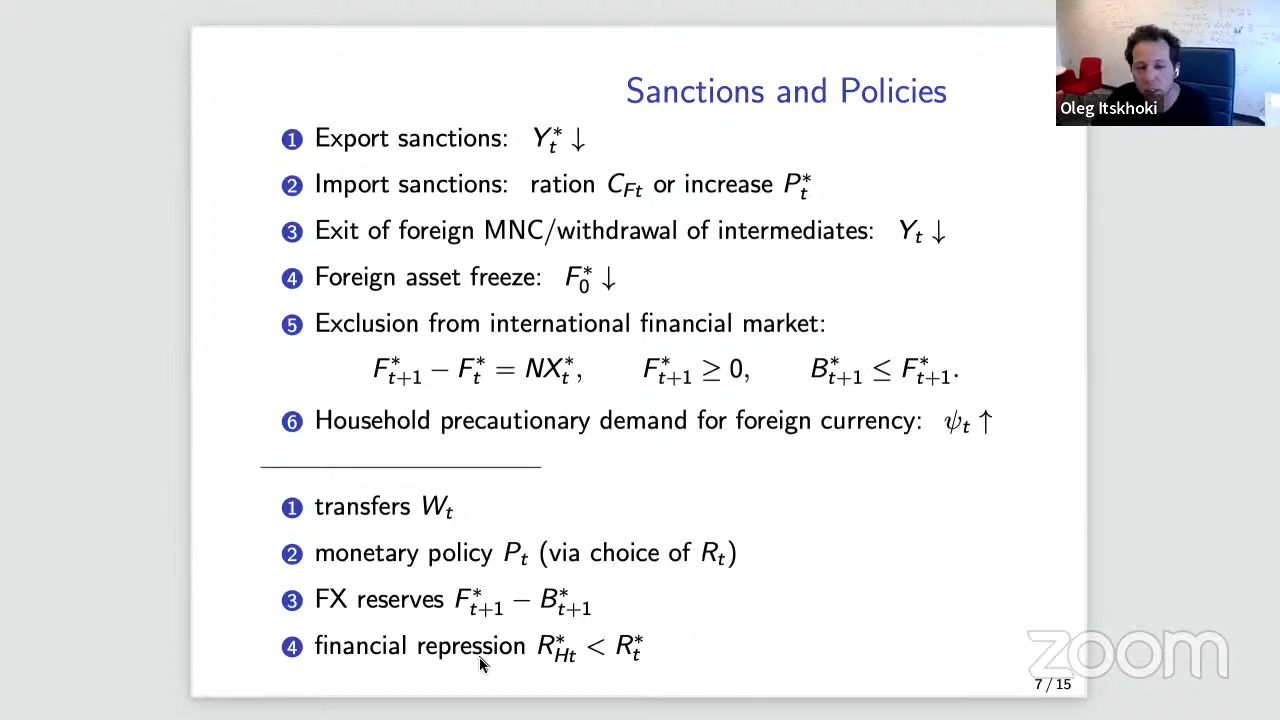 Sanctions and Policies
Oleg Itskhoki
1 Export sanctions: Y*ₜ ↓
2 Import sanctions: ration C_Ft or increase P*ₜ
3 Exit of foreign MNC/withdrawal of intermediates: Yₜ ↓
4 Foreign asset freeze: F*₀ ↓
5 Exclusion from international financial market:
F*ₜ₊₁ − F*ₜ = NX*ₜ, F*ₜ₊₁ ≥ 0, B*ₜ₊₁ ≤ F*ₜ₊₁.
6 Household precautionary demand for foreign currency: ψₜ ↑
1 transfers Wₜ
2 monetary policy Pₜ (via choice of Rₜ)
3 FX reserves F*ₜ₊₁ − B*ₜ₊₁
4 financial repression R*_Ht < R*ₜ
zoom
7 / 15